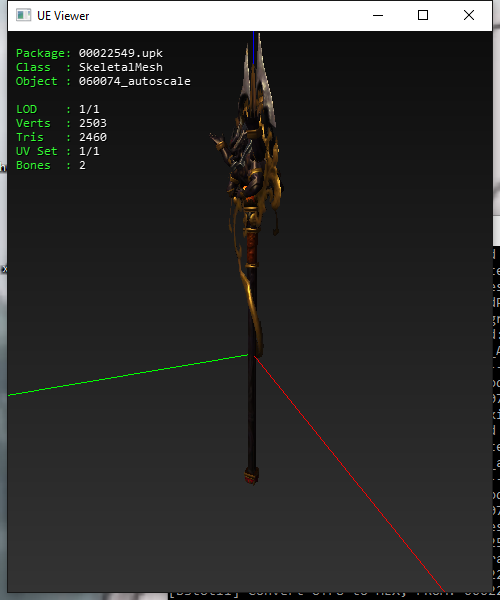 UE Viewer
Package: 00022549.upk
Class  : SkeletalMesh
Object : 060074_autoscale
LOD    : 1/1
Verts  : 2503
Tris   : 2460
UV Set : 1/1
Bones  : 2